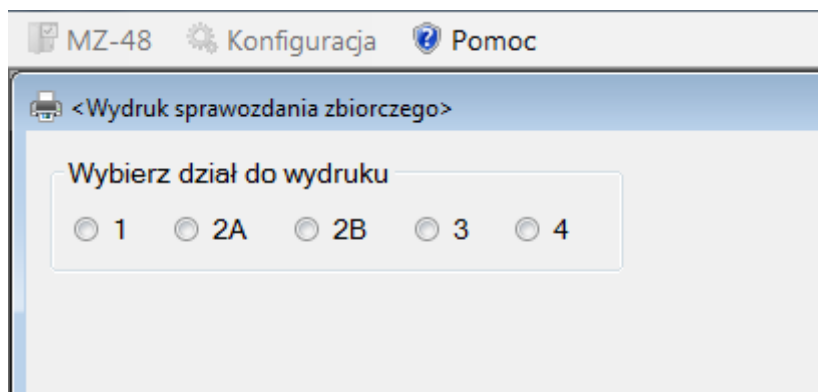 MZ-48 Konfiguracja Pomoc
<Wydruk sprawozdania zbiorczego>
Wybierz dział do wydruku
1 2A 2B 3 4